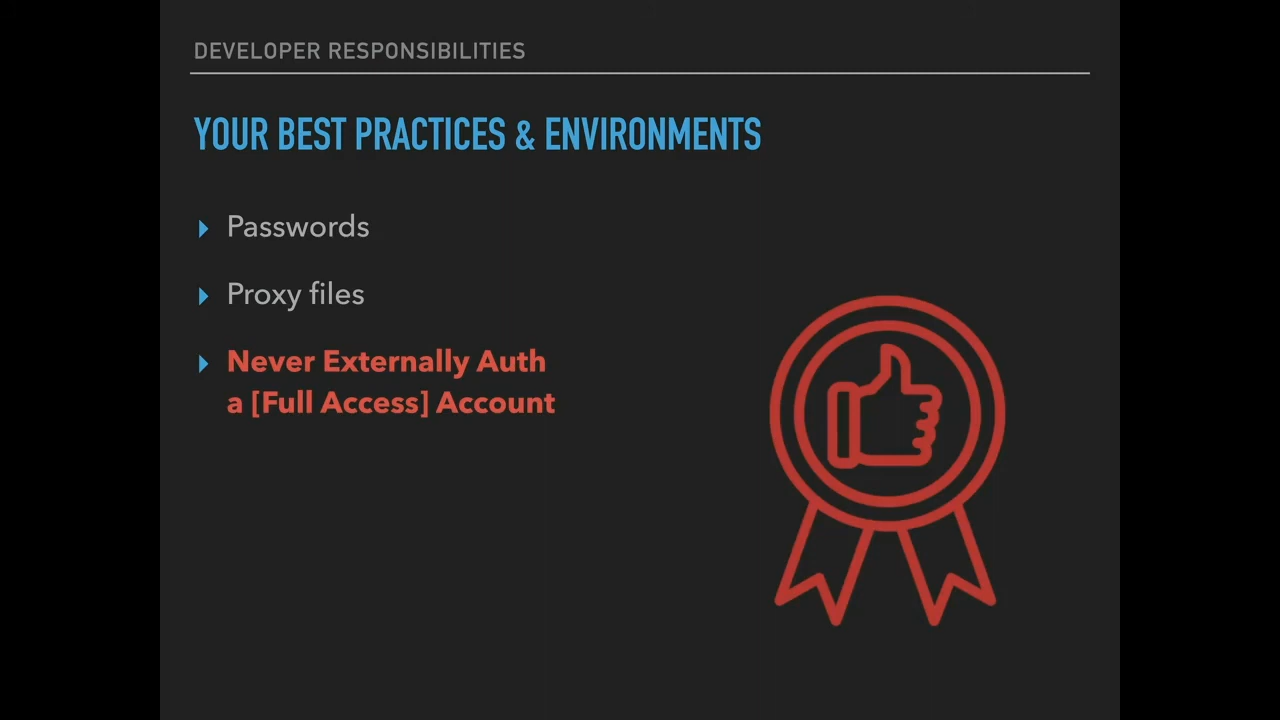 DEVELOPER RESPONSIBILITIES
YOUR BEST PRACTICES & ENVIRONMENTS
Passwords
Proxy files
Never Externally Auth
a [Full Access] Account